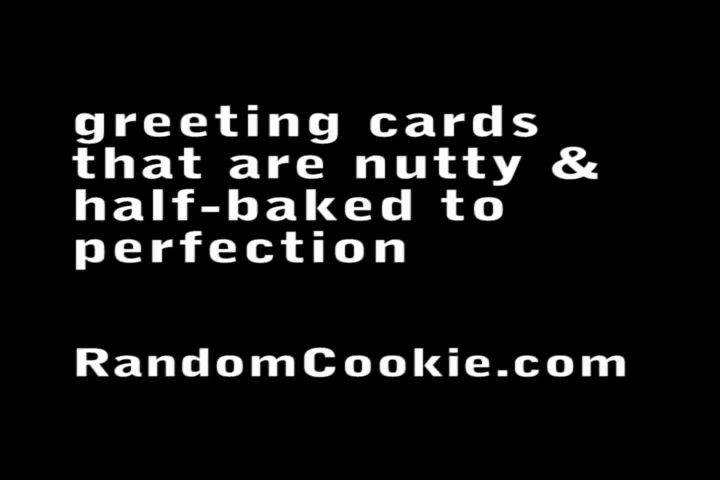 greeting cards
that are nutty &
half-baked to
perfection
RandomCookie.com